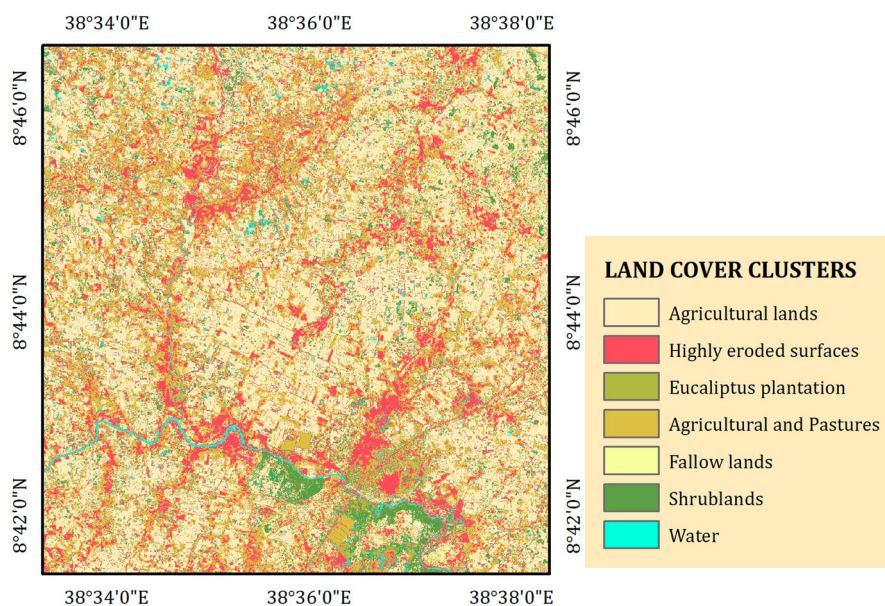 38°34'0"E 38°36'0"E 38°38'0"E
8°46'0"N 8°46'0"N
8°44'0"N 8°44'0"N
8°42'0"N 8°42'0"N
LAND COVER CLUSTERS
Agricultural lands
Highly eroded surfaces
Eucaliptus plantation
Agricultural and Pastures
Fallow lands
Shrublands
Water
38°34'0"E 38°36'0"E 38°38'0"E